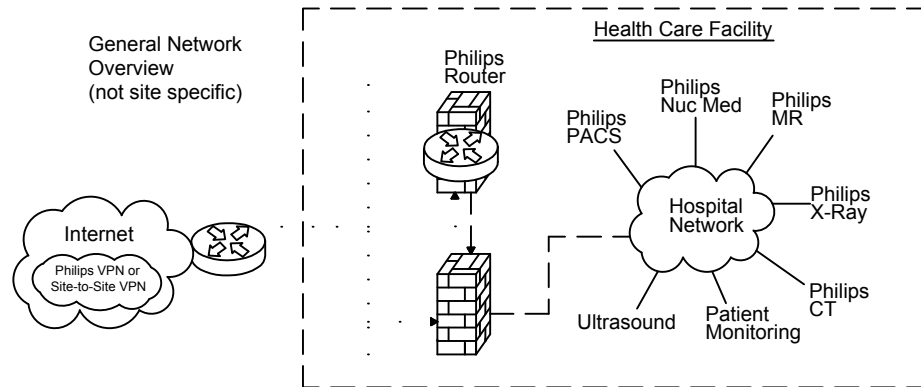 General Network
Overview
(not site specific)
Health Care Facility
Philips
Router
Philips
Nuc Med
Philips
PACS
Philips
MR
Internet
Philips VPN or
Site-to-Site VPN
Hospital
Network
Philips
X-Ray
Philips
CT
Ultrasound
Patient
Monitoring